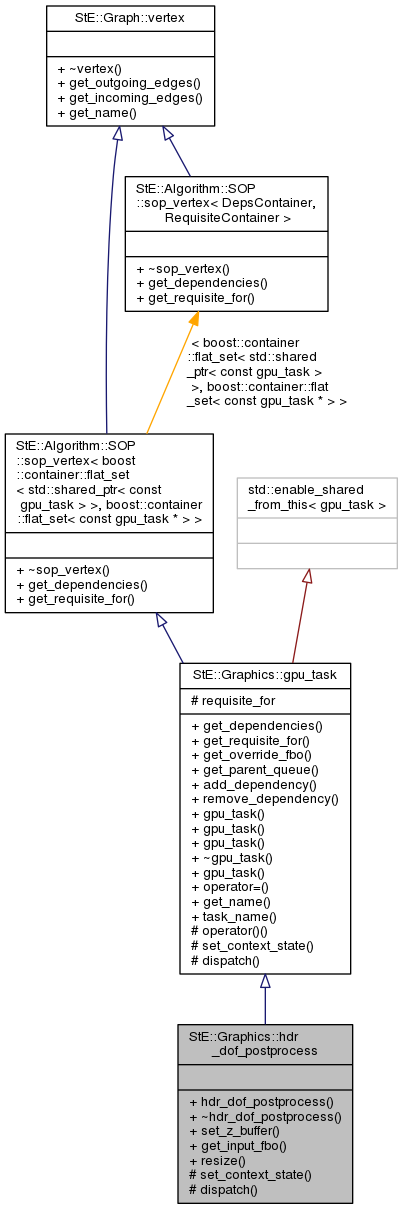 StE::Graph::vertex
+ ~vertex()
+ get_outgoing_edges()
+ get_incoming_edges()
+ get_name()
StE::Algorithm::SOP
::sop_vertex< DepsContainer,
RequisiteContainer >
+ ~sop_vertex()
+ get_dependencies()
+ get_requisite_for()
< boost::container
::flat_set< std::shared
_ptr< const gpu_task >
>, boost::container::flat
_set< const gpu_task * > >
StE::Algorithm::SOP
::sop_vertex< boost
::container::flat_set
< std::shared_ptr< const
gpu_task > >, boost::container
::flat_set< const gpu_task * > >
+ ~sop_vertex()
+ get_dependencies()
+ get_requisite_for()
std::enable_shared
_from_this< gpu_task >
StE::Graphics::gpu_task
# requisite_for
+ get_dependencies()
+ get_requisite_for()
+ get_override_fbo()
+ get_parent_queue()
+ add_dependency()
+ remove_dependency()
+ gpu_task()
+ gpu_task()
+ gpu_task()
+ ~gpu_task()
+ gpu_task()
+ operator=()
+ get_name()
+ task_name()
# operator()()
# set_context_state()
# dispatch()
StE::Graphics::hdr
_dof_postprocess
+ hdr_dof_postprocess()
+ ~hdr_dof_postprocess()
+ set_z_buffer()
+ get_input_fbo()
+ resize()
# set_context_state()
# dispatch()